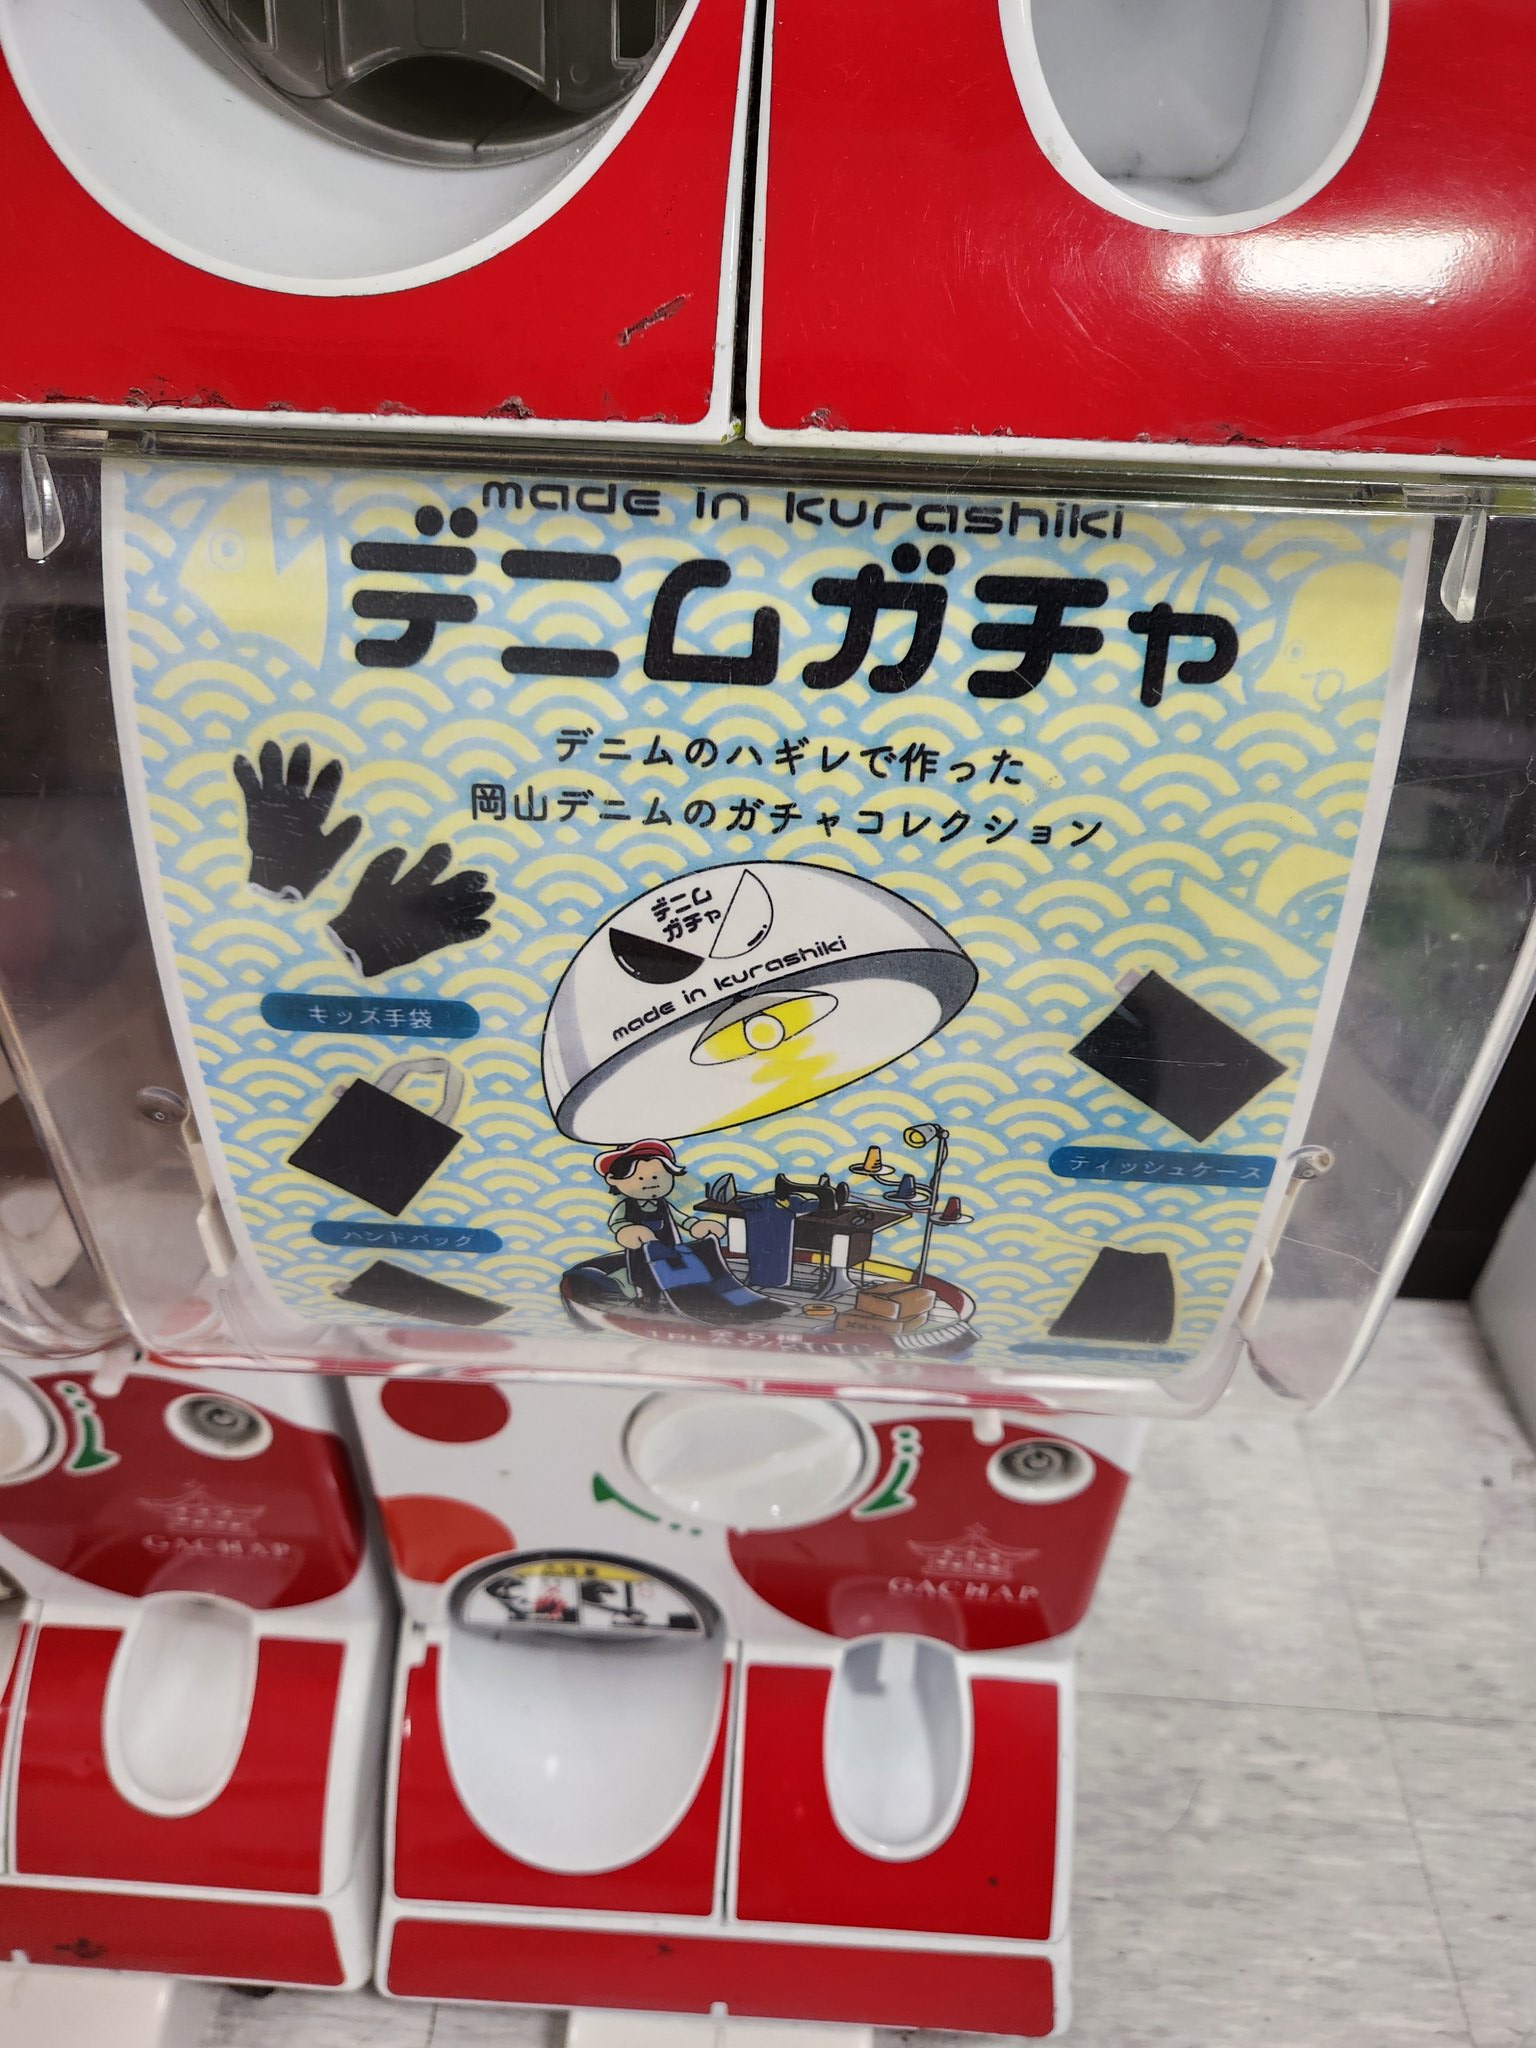 made in kurashiki
デニムガチャ
デニムのハギレで作った
岡山デニムのガチャコレクション
デニム
ガチャ
made in kurashiki
キッズ手袋
ティッシュケース
ハンドバッグ
全5種
GACHAP
GACHAP